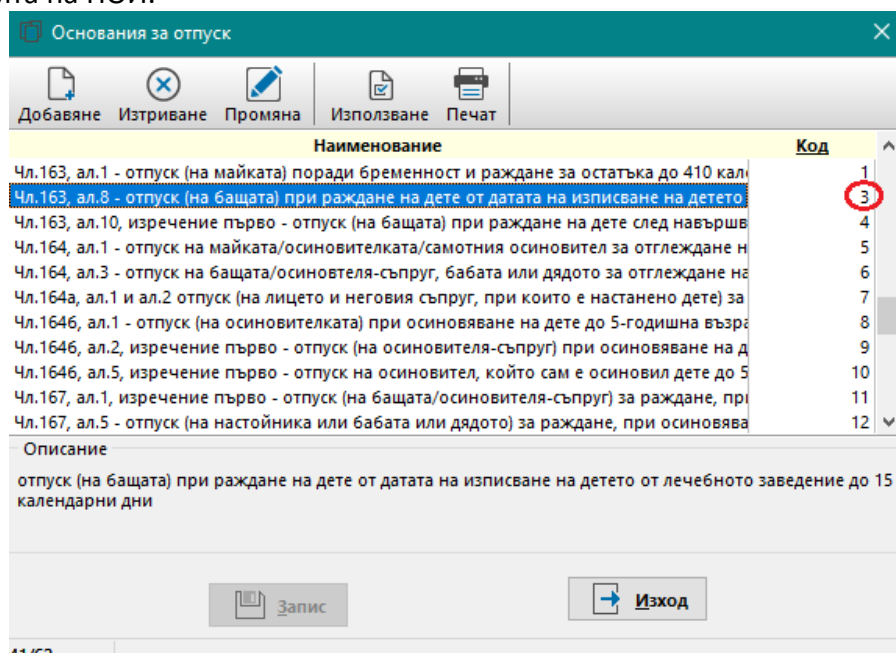 на НОИ.
Основания за отпуск
Добавяне Изтриване Промяна Използване Печат
Наименование Код
Чл.163, ал.1 - отпуск (на майката) поради бременност и раждане за остатъка до 410 кале 1
Чл.163, ал.8 - отпуск (на бащата) при раждане на дете от датата на изписване на детето 3
Чл.163, ал.10, изречение първо - отпуск (на бащата) при раждане на дете след навършв 4
Чл.164, ал.1 - отпуск на майката/осиновителката/самотния осиновител за отглеждане н 5
Чл.164, ал.3 - отпуск на бащата/осиновтеля-съпруг, бабата или дядото за отглеждане на 6
Чл.164а, ал.1 и ал.2 отпуск (на лицето и неговия съпруг, при които е настанено дете) за 7
Чл.164б, ал.1 - отпуск (на осиновителката) при осиновяване на дете до 5-годишна възра 8
Чл.164б, ал.2, изречение първо - отпуск (на осиновителя-съпруг) при осиновяване на д 9
Чл.164б, ал.5, изречение първо - отпуск на осиновител, който сам е осиновил дете до 5 10
Чл.167, ал.1, изречение първо - отпуск (на бащата/осиновителя-съпруг) за раждане, при 11
Чл.167, ал.5 - отпуск (на настойника или бабата или дядото) за раждане, при осиновява 12
Описание
отпуск (на бащата) при раждане на дете от датата на изписване на детето от лечебното заведение до 15
календарни дни
Запис Изход
41/62